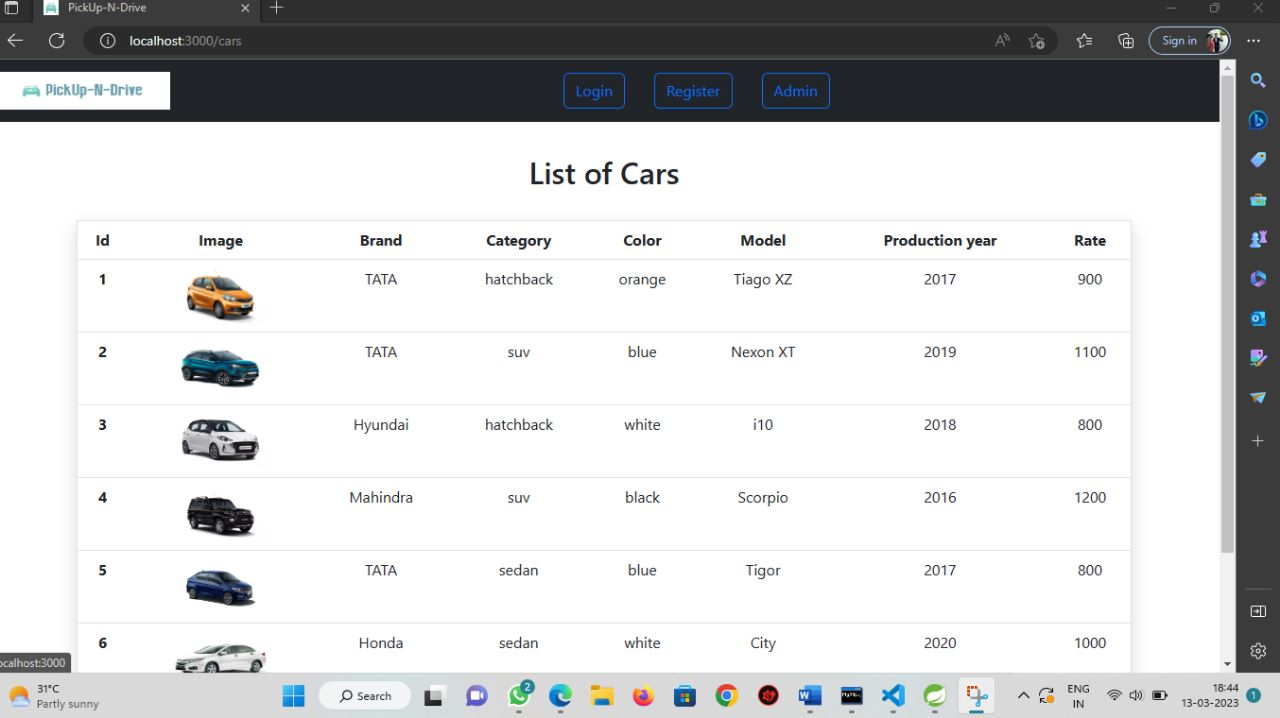 PickUp-N-Drive
localhost:3000/cars
Sign in
PickUp-N-Drive
Login Register Admin
List of Cars
Id Image Brand Category Color Model Production year Rate
1 TATA hatchback orange Tiago XZ 2017 900
2 TATA suv blue Nexon XT 2019 1100
3 Hyundai hatchback white i10 2018 800
4 Mahindra suv black Scorpio 2016 1200
5 TATA sedan blue Tigor 2017 800
6 Honda sedan white City 2020 1000
ocalhost:3000
31°C
Partly sunny
Search
2
ENG
IN
18:44
13-03-2023
1